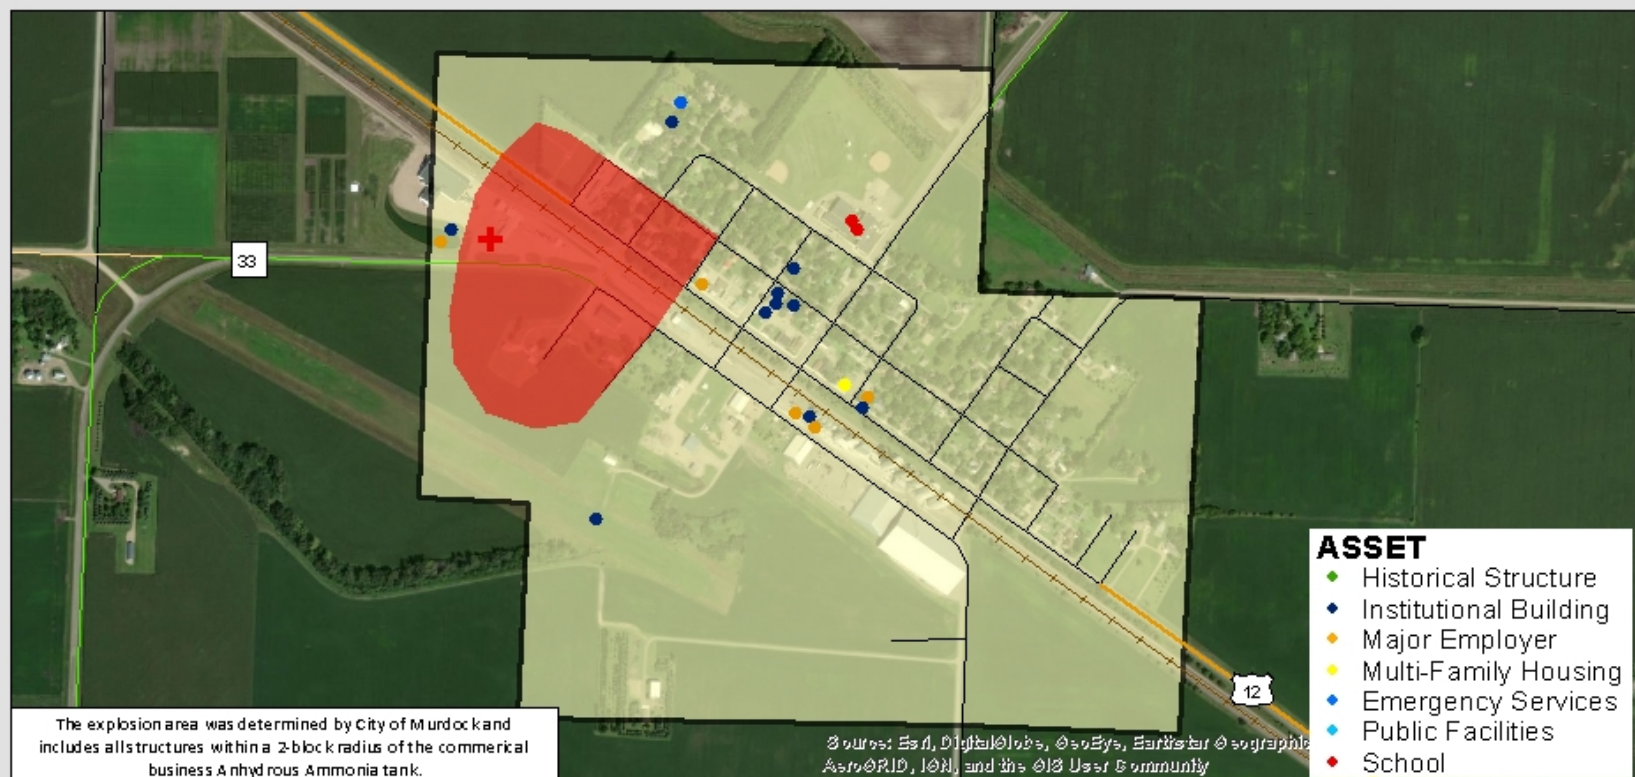 33
12
ASSET
Historical Structure
Institutional Building
Major Employer
Multi-Family Housing
Emergency Services
Public Facilities
School
The explosion area was determined by City of Murdock and
includes all structures within a 2-block radius of the commerical
business Anhydrous Ammonia tank.
Source: Esri, DigitalGlobe, GeoEye, Earthstar Geographic
AeroGRID, IGN, and the GIS User Community